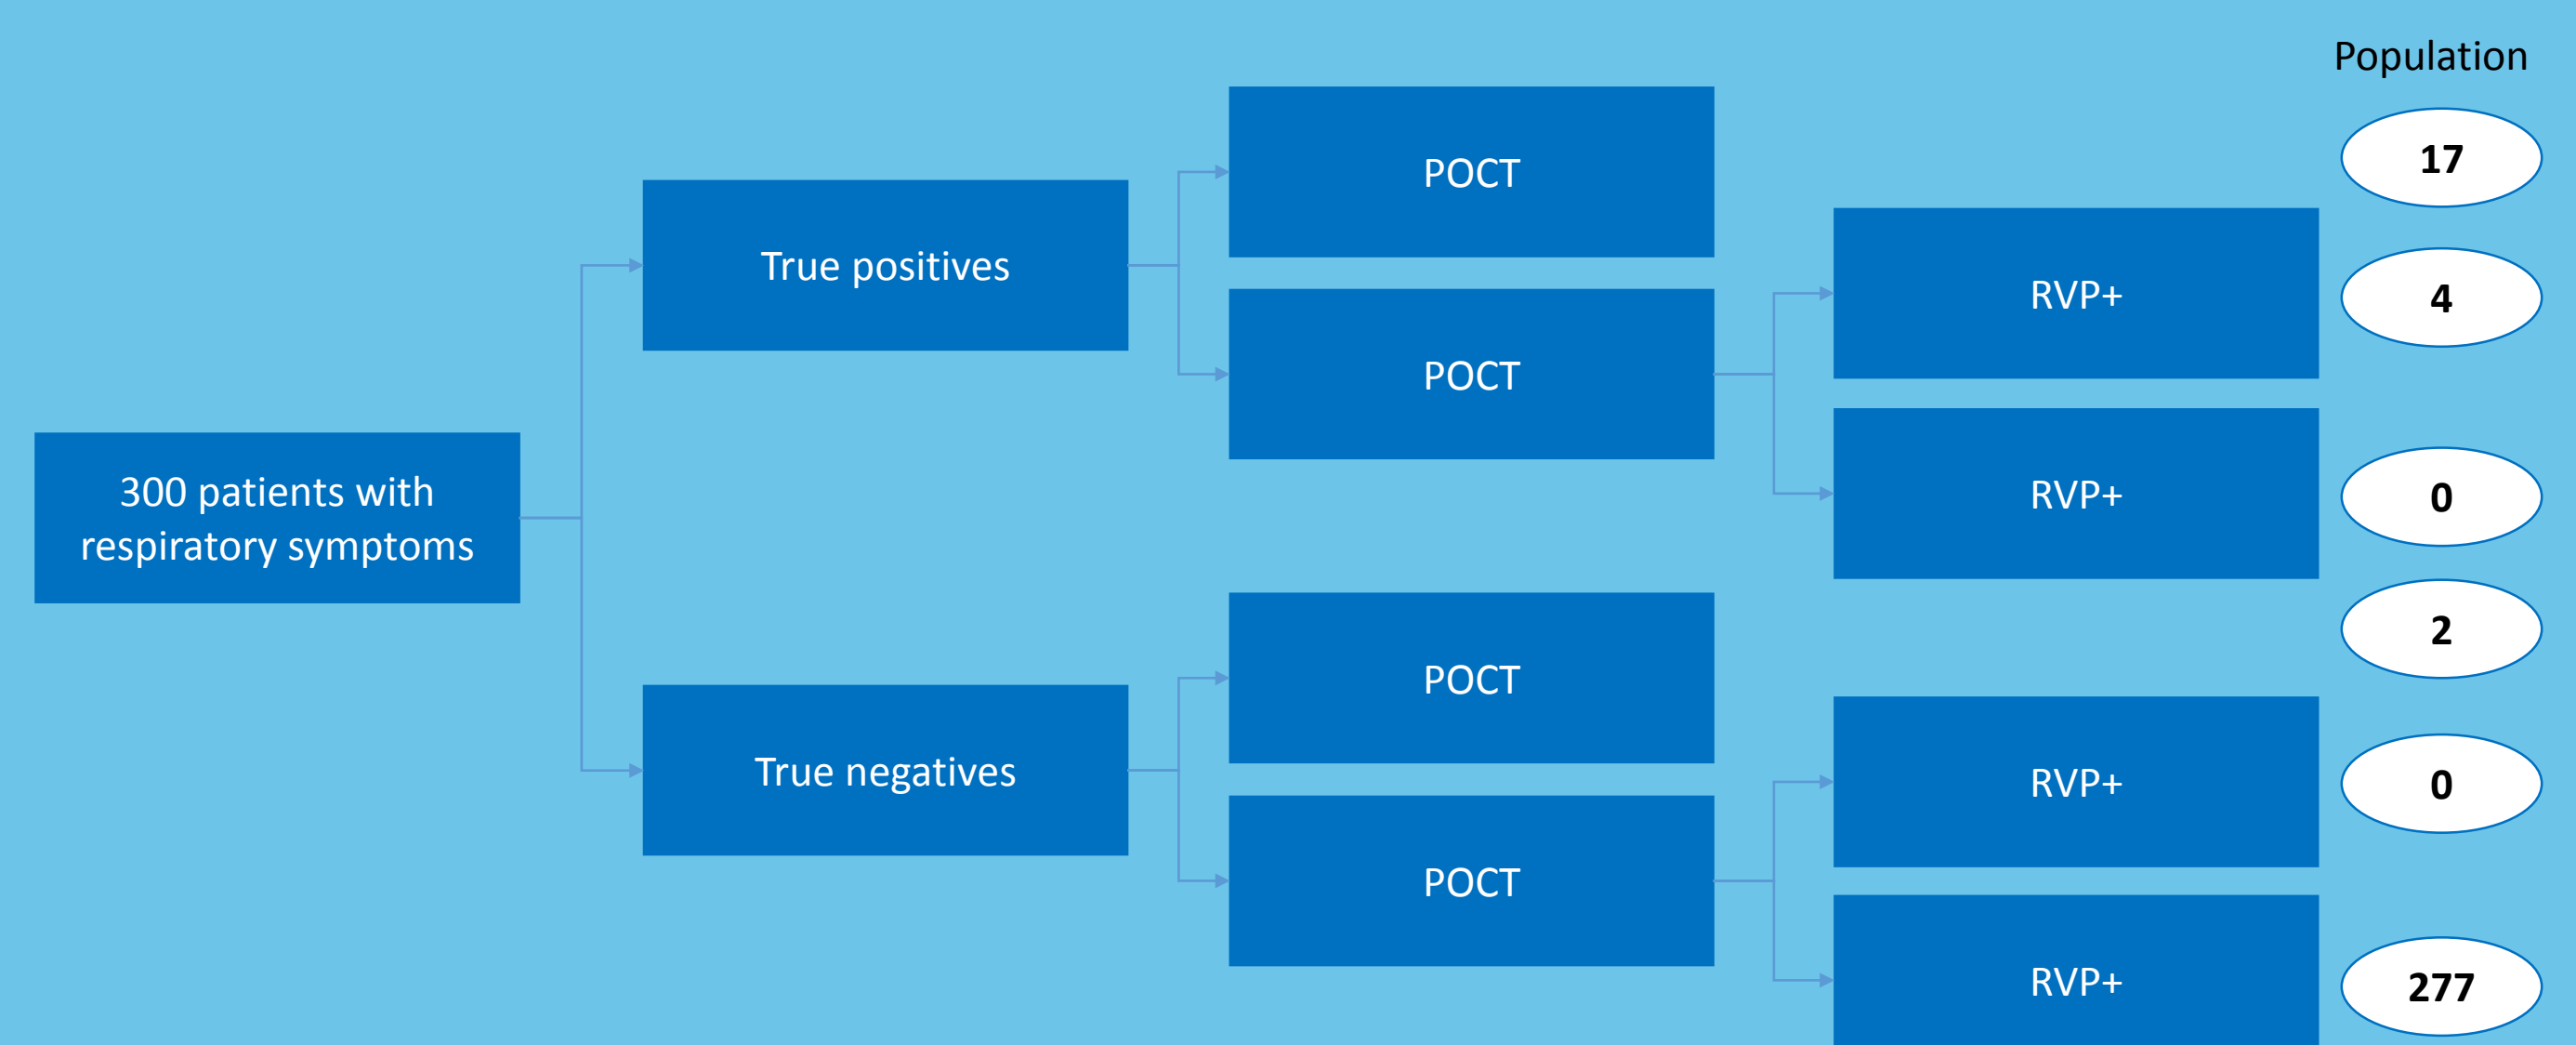 Population
300 patients with
respiratory symptoms
True positives
POCT
17
POCT
RVP+
4
RVP+
0
True negatives
POCT
2
POCT
RVP+
0
RVP+
277